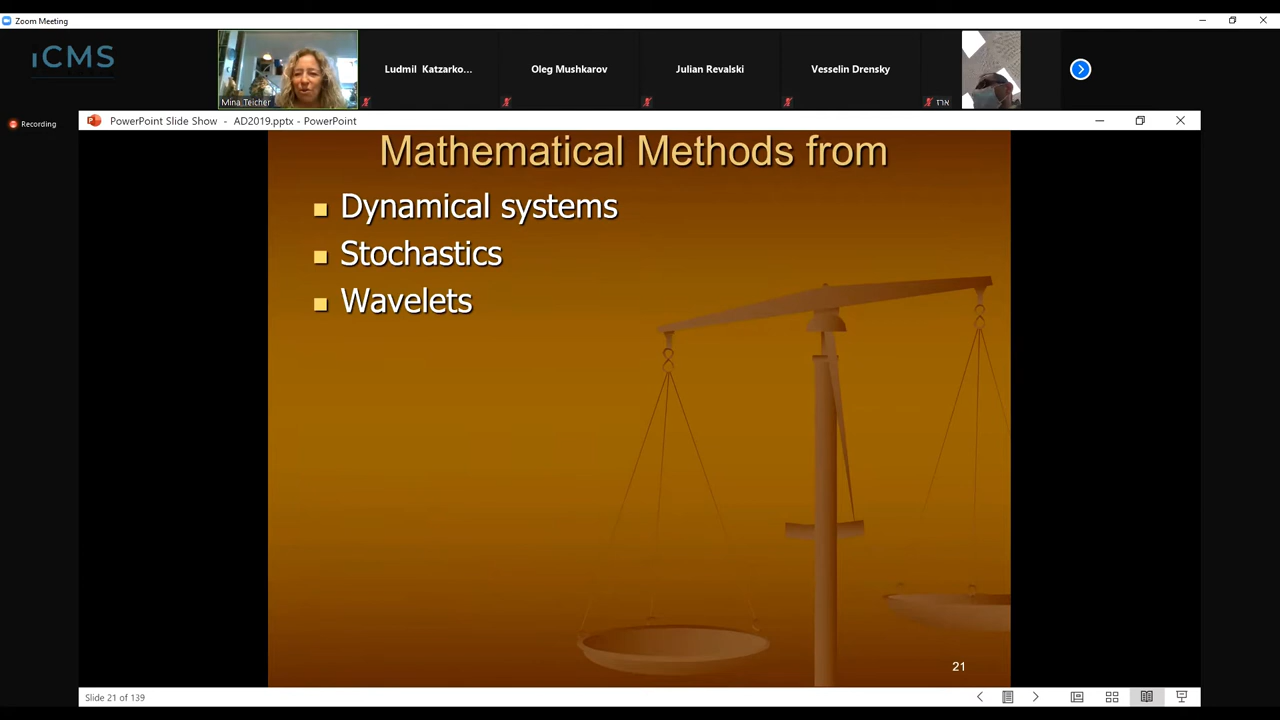 Zoom Meeting
iCMS
Mina Teicher
Ludmil Katzarko...
Oleg Mushkarov
Julian Revalski
Vesselin Drensky
ארז
Recording
PowerPoint Slide Show - AD2019.pptx - PowerPoint
Mathematical Methods from
Dynamical systems
Stochastics
Wavelets
21
Slide 21 of 139